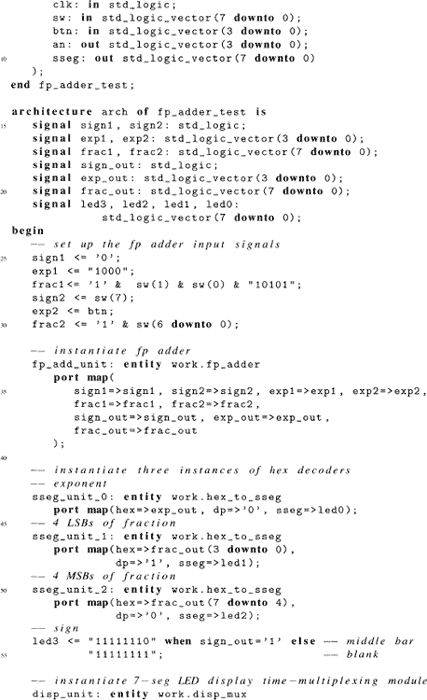 clk: in std_logic;
sw: in std_logic_vector(7 downto 0);
btn: in std_logic_vector(3 downto 0);
an: out std_logic_vector(3 downto 0);
10 sseg: out std_logic_vector(7 downto 0)
);
end fp_adder_test;
architecture arch of fp_adder_test is
15 signal sign1, sign2: std_logic;
signal exp1, exp2: std_logic_vector(3 downto 0);
signal frac1, frac2: std_logic_vector(7 downto 0);
signal sign_out: std_logic;
signal exp_out: std_logic_vector(3 downto 0);
20 signal frac_out: std_logic_vector(7 downto 0);
signal led3, led2, led1, led0:
std_logic_vector(7 downto 0);
begin
-- set up the fp adder input signals
25 sign1 <= '0';
exp1 <= "1000";
frac1<= '1' & sw(1) & sw(0) & "10101";
sign2 <= sw(7);
exp2 <= btn;
30 frac2 <= '1' & sw(6 downto 0);
-- instantiate fp adder
fp_add_unit: entity work.fp_adder
port map(
35 sign1=>sign1, sign2=>sign2, exp1=>exp1, exp2=>exp2,
frac1=>frac1, frac2=>frac2,
sign_out=>sign_out, exp_out=>exp_out,
frac_out=>frac_out
);
40
-- instantiate three instances of hex decoders
-- exponent
sseg_unit_0: entity work.hex_to_sseg
port map(hex=>exp_out, dp=>'0', sseg=>led0);
45 -- 4 LSBs of fraction
sseg_unit_1: entity work.hex_to_sseg
port map(hex=>frac_out(3 downto 0),
dp=>'1', sseg=>led1);
-- 4 MSBs of fraction
50 sseg_unit_2: entity work.hex_to_sseg
port map(hex=>frac_out(7 downto 4),
dp=>'0', sseg=>led2);
-- sign
led3 <= "11111110" when sign_out='1' else -- middle bar
55 "11111111"; -- blank
-- instantiate 7-seg LED display time-multiplexing module
disp_unit: entity work.disp_mux